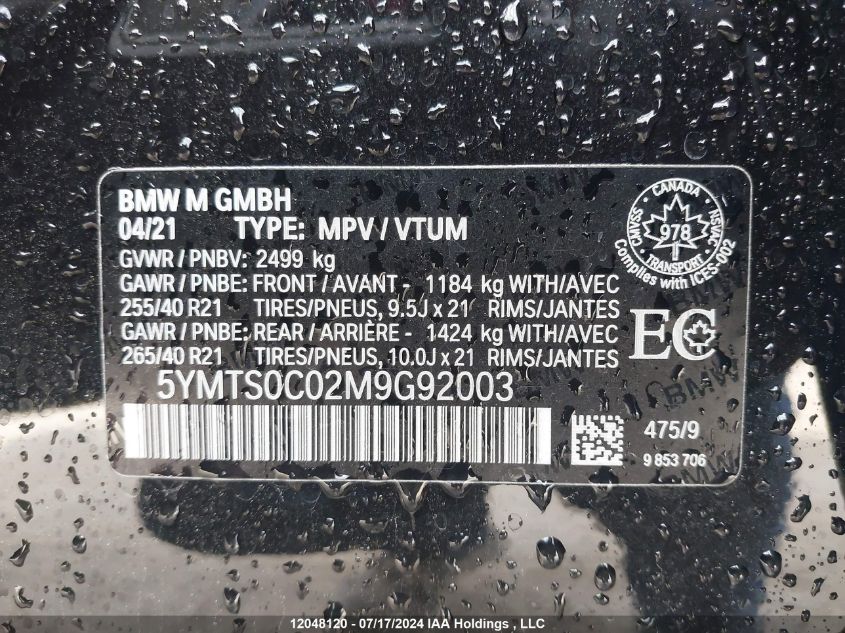 BMW M GMBH
04/21 TYPE: MPV / VTUM
GVWR / PNBV: 2499 kg
GAWR / PNBE: FRONT / AVANT - 1184 kg WITH/AVEC
255/40 R21 TIRES/PNEUS, 9.5J x 21 RIMS/JANTES
GAWR / PNBE: REAR / ARRIÈRE - 1424 kg WITH/AVEC
265/40 R21 TIRES/PNEUS, 10.0J x 21 RIMS/JANTES
5YMTS0C02M9G92003
CANADA
CMVSS NSVAC
978
TRANSPORT
Complies with ICES-002
EC
475/9
9 853 706
12048120 - 07/17/2024 IAA Holdings, LLC